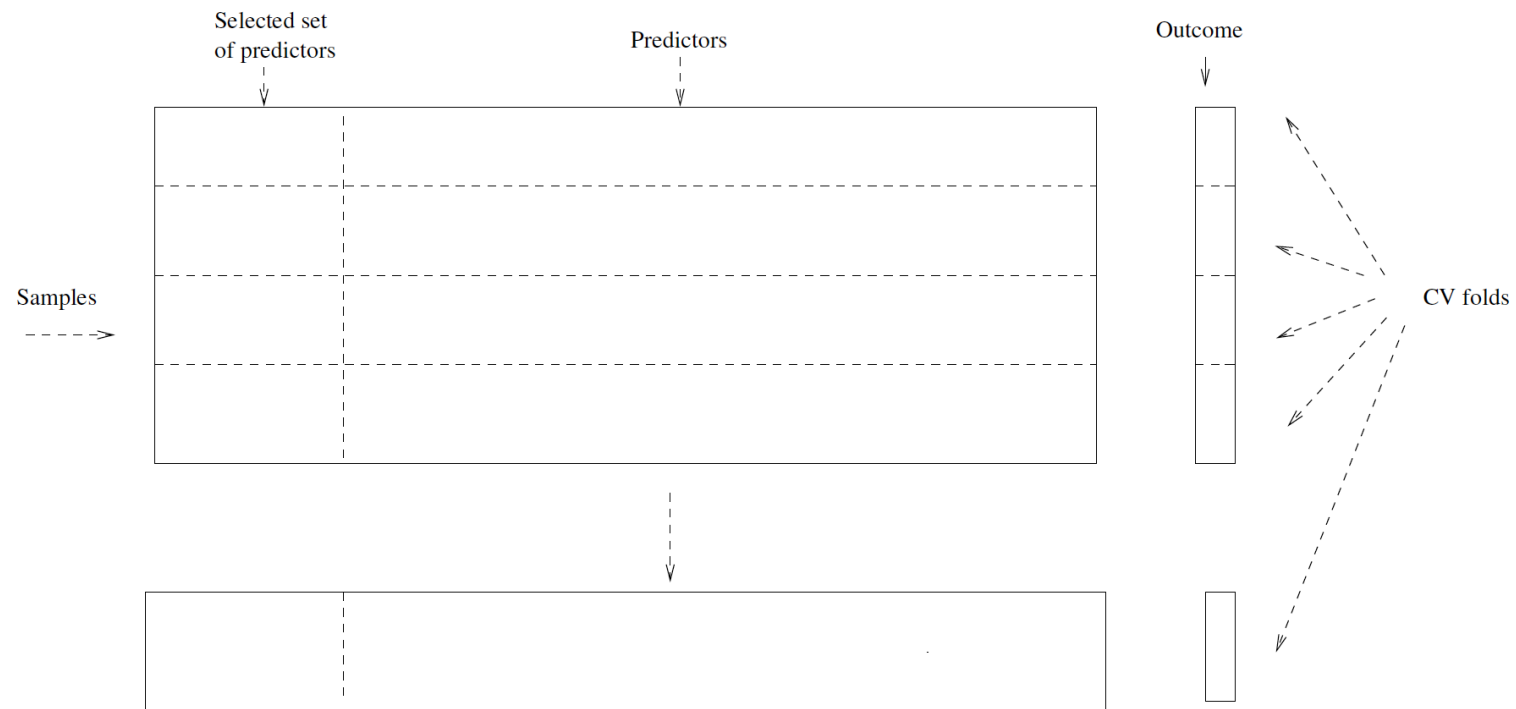 Selected set
of predictors
Predictors
Outcome
Samples
CV folds